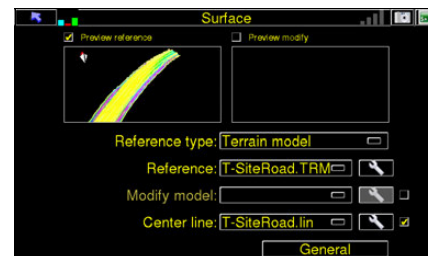 Surface
Preview reference Preview modify
Reference type: Terrain model
Reference: T-SiteRoad.TRM
Modify model:
Center line: T-SiteRoad.lin
General